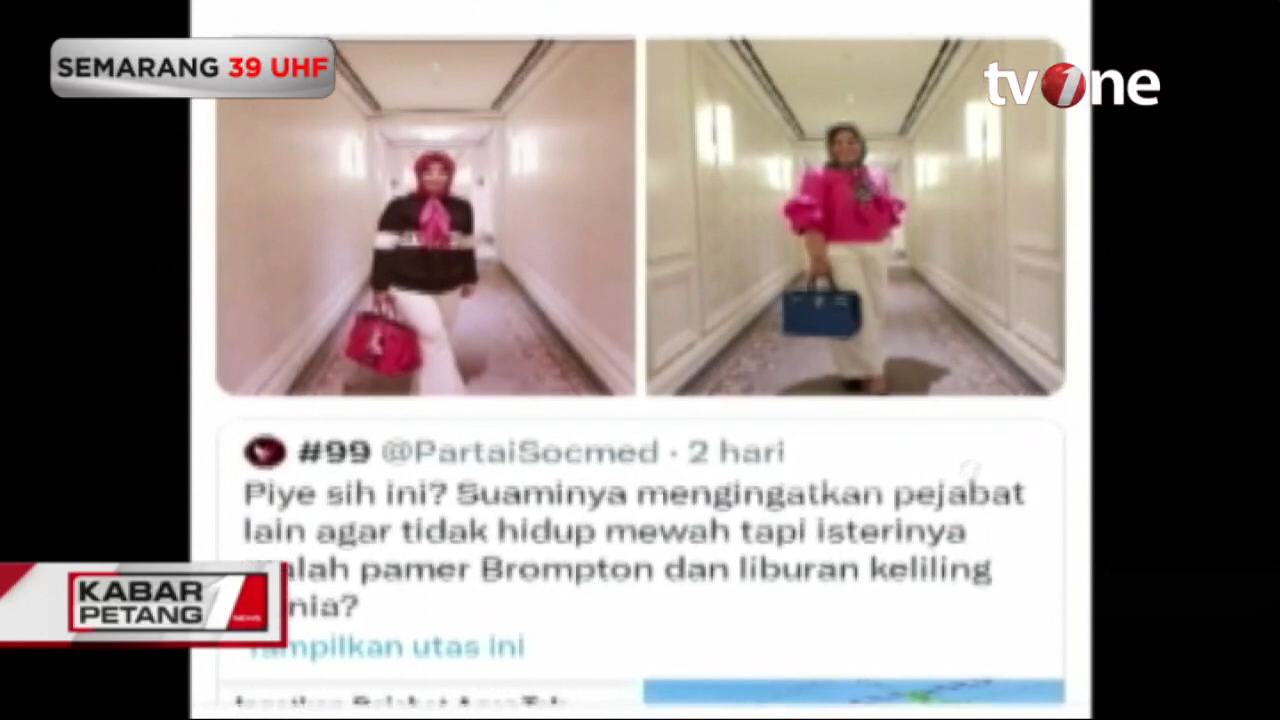 SEMARANG 39 UHF
tvOne
#99 @PartaiSocmed · 2 hari
Piye sih ini? Suaminya mengingatkan pejabat
lain agar tidak hidup mewah tapi isterinya
malah pamer Brompton dan liburan keliling
dunia?
Tampilkan utas ini
KABAR
PETANG
NEWS